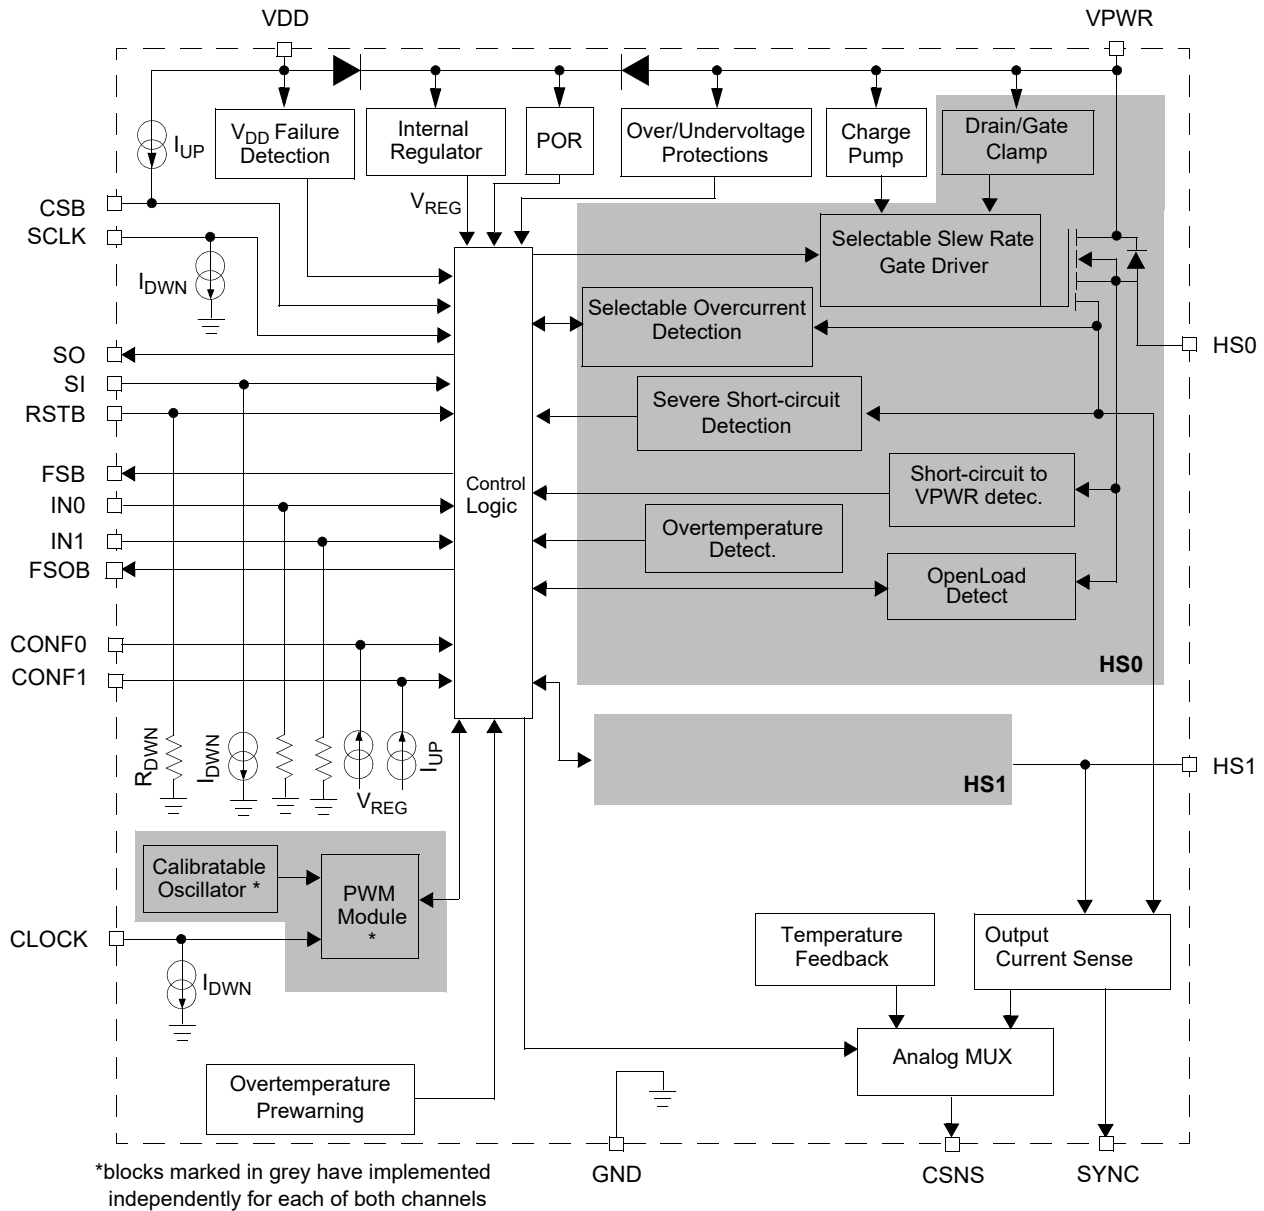 VDD
VPWR
VDD Failure
Detection
Internal
Regulator
POR
Over/Undervoltage
Protections
Charge
Pump
Drain/Gate
Clamp
IUP
VREG
CSB
SCLK
IDWN
Selectable Slew Rate
Gate Driver
Selectable Overcurrent
Detection
SO
HS0
SI
RSTB
Severe Short-circuit
Detection
FSB
Control
Logic
Short-circuit to
VPWR detec.
IN0
IN1
Overtemperature
Detect.
FSOB
OpenLoad
Detect
CONF0
CONF1
HS0
RDWN
IDWN
IUP
VREG
HS1
HS1
Calibratable
Oscillator *
PWM
Module
*
CLOCK
IDWN
Temperature
Feedback
Output
Current Sense
Analog MUX
Overtemperature
Prewarning
GND
CSNS
SYNC
*blocks marked in grey have implemented
independently for each of both channels